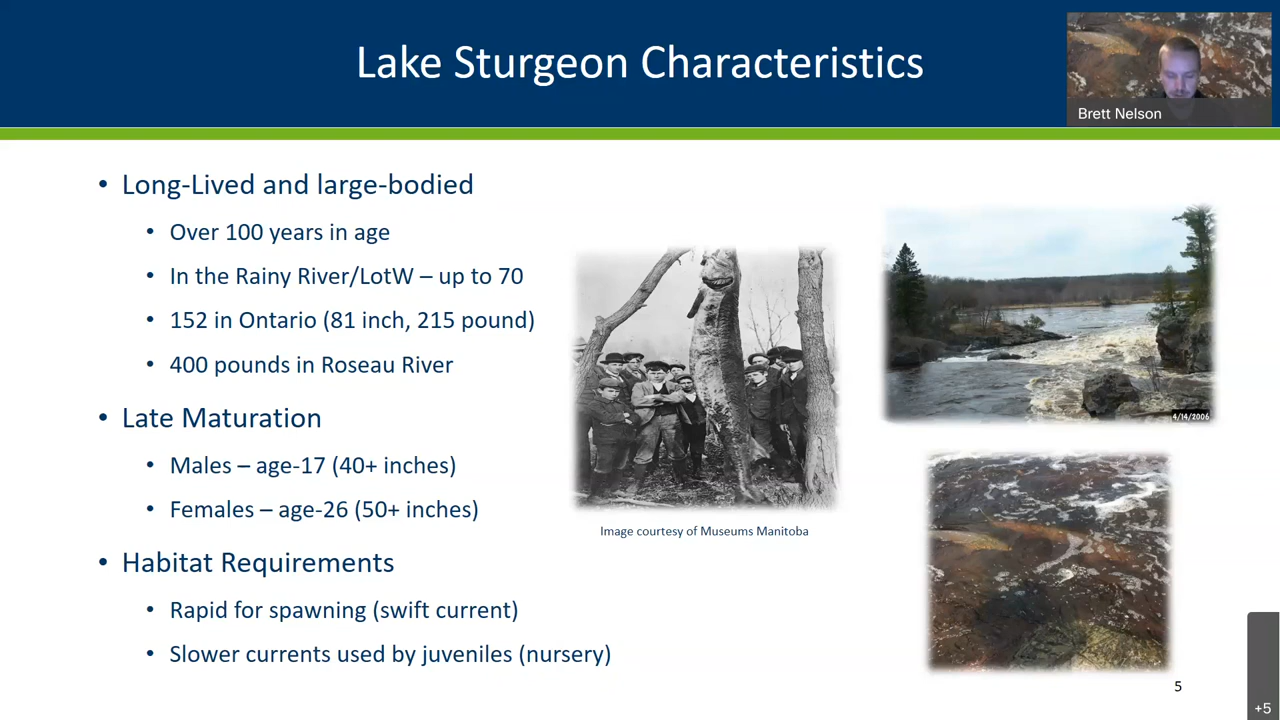 Lake Sturgeon Characteristics
Brett Nelson
• Long-Lived and large-bodied
• Over 100 years in age
• In the Rainy River/LotW – up to 70
• 152 in Ontario (81 inch, 215 pound)
• 400 pounds in Roseau River
• Late Maturation
• Males – age-17 (40+ inches)
• Females – age-26 (50+ inches)
• Habitat Requirements
• Rapid for spawning (swift current)
• Slower currents used by juveniles (nursery)
Image courtesy of Museums Manitoba
4/14/2006
5
+5